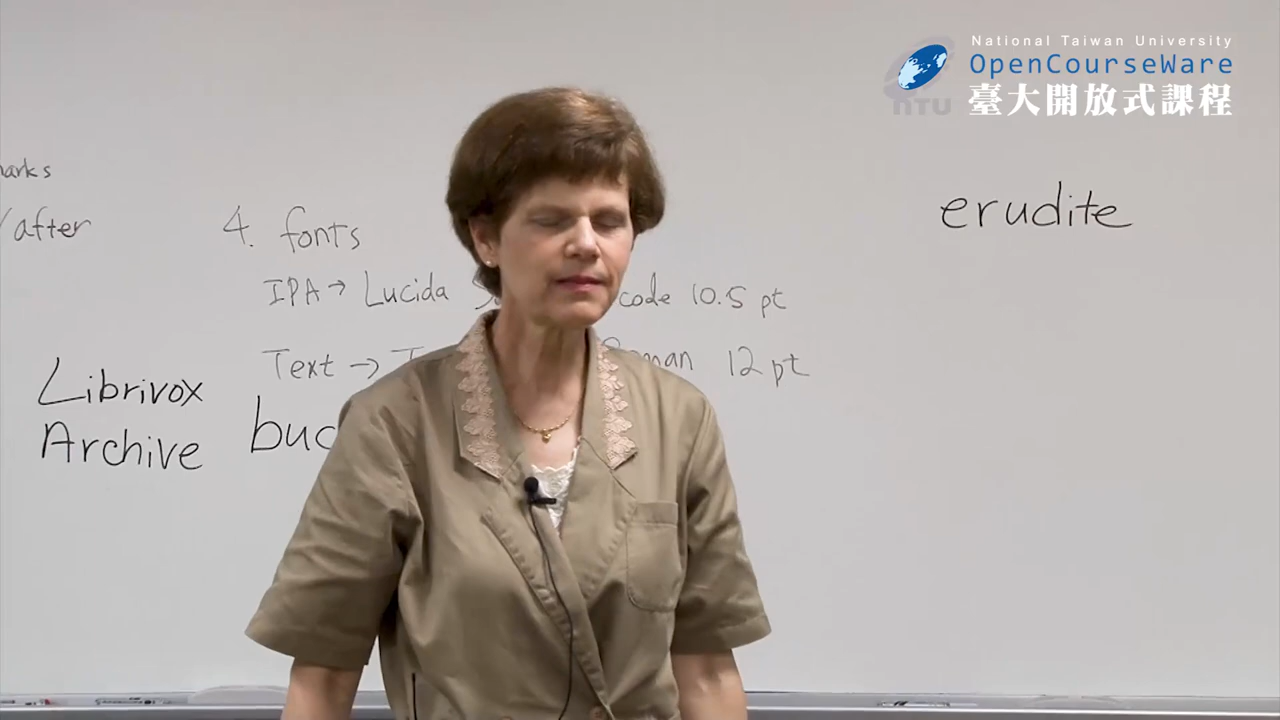 National Taiwan University
OpenCourseWare
臺大開放式課程
NTU
arks
/after
4. fonts
erudite
IPA → Lucida code 10.5 pt
Text → T man 12 pt
Librivox
Archive
buc